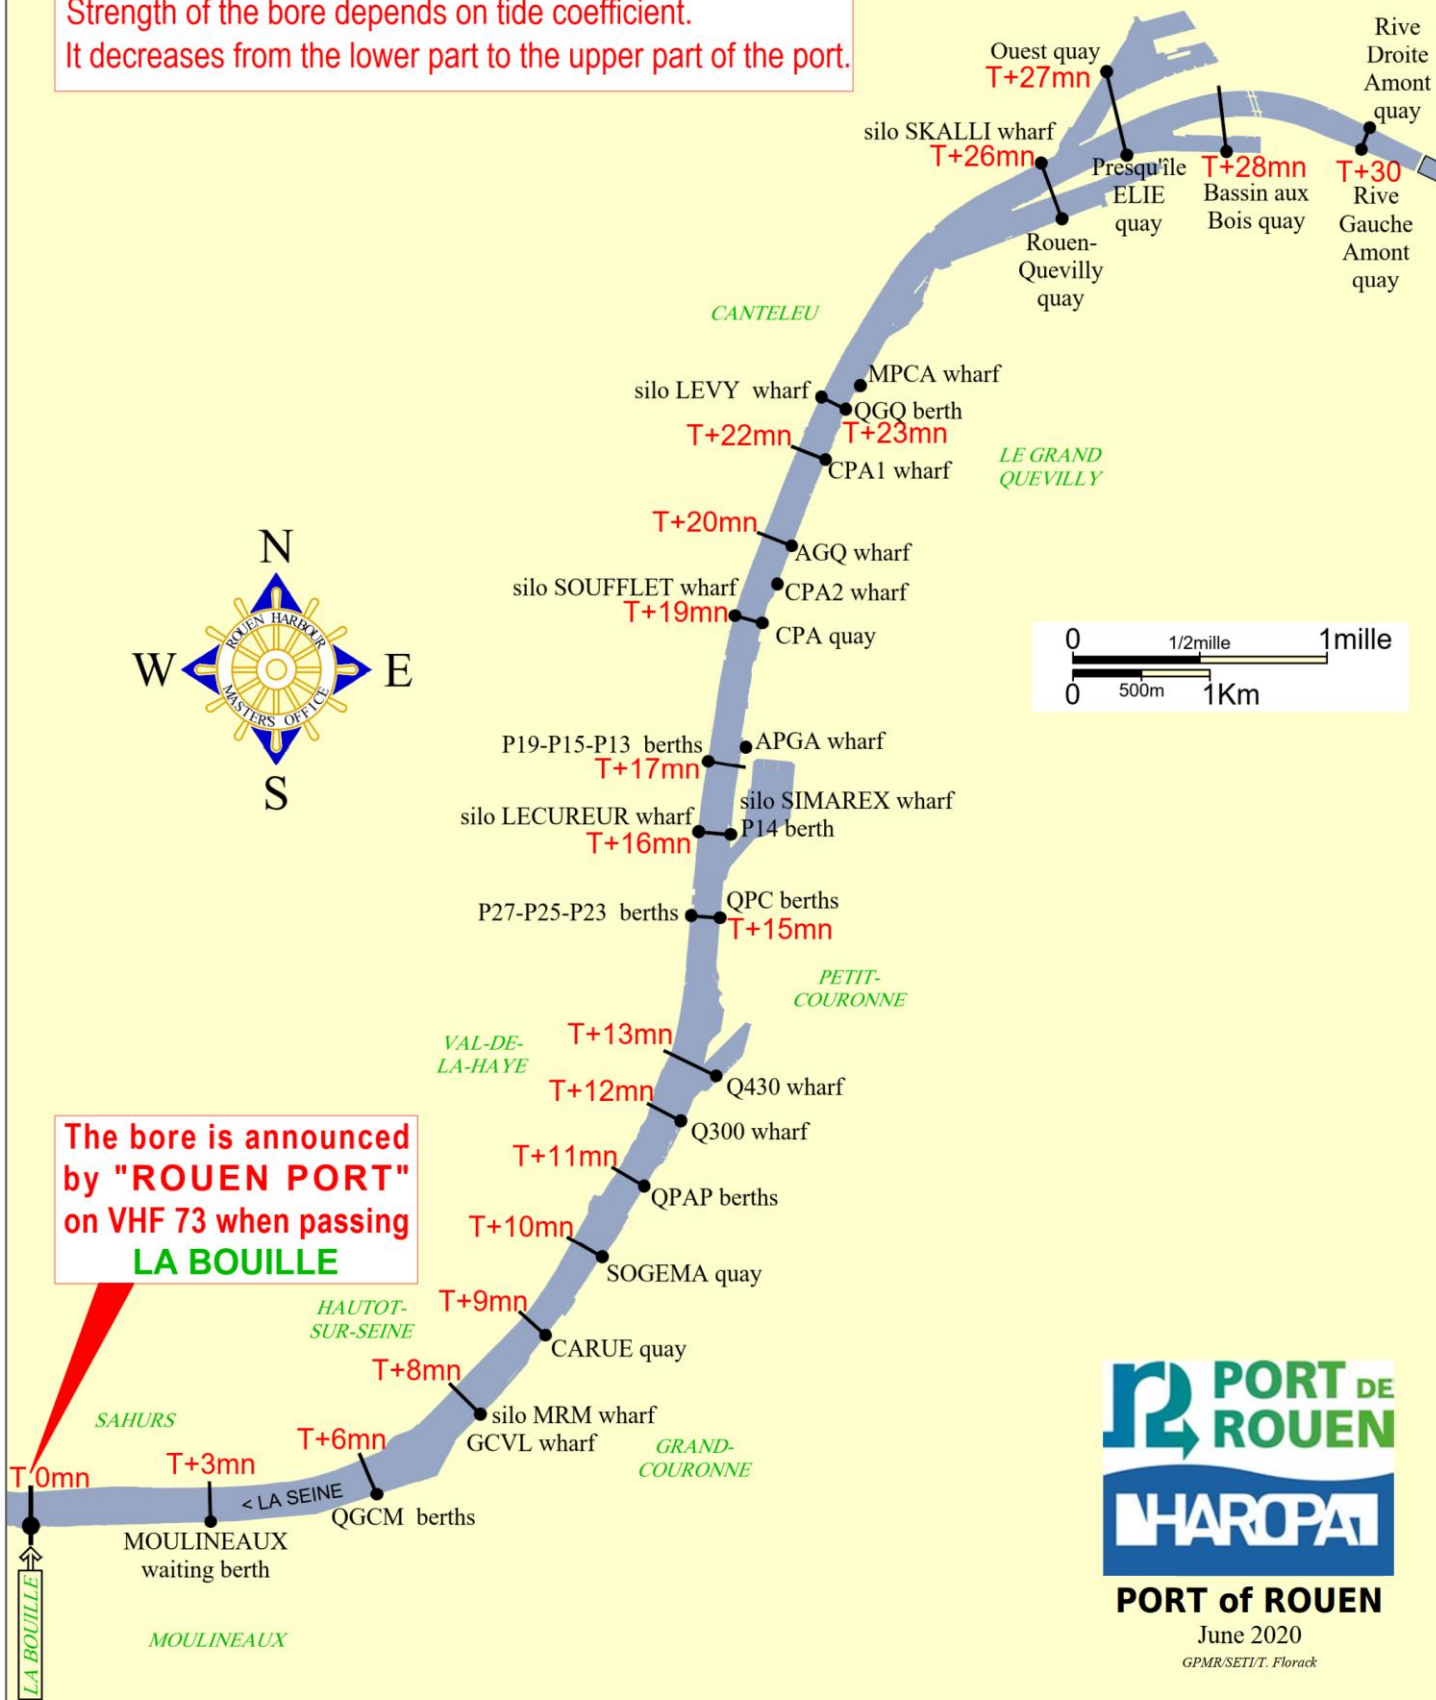 Strength of the bore depends on tide coefficient.
It decreases from the lower part to the upper part of the port.
Rive
Droite
Amont
quay
Ouest quay
T+27mn
silo SKALLI wharf
T+26mn
Presqu'île
ELIE
quay
T+28mn
Bassin aux
Bois quay
T+30
Rive
Gauche
Amont
quay
Rouen-
Quevilly
quay
CANTELEU
MPCA wharf
silo LEVY wharf
QGQ berth
T+22mn
T+23mn
CPA1 wharf
LE GRAND
QUEVILLY
T+20mn
AGQ wharf
silo SOUFFLET wharf
CPA2 wharf
T+19mn
CPA quay
N
W
E
S
ROUEN HARBOUR
MASTER'S OFFICE
0
1/2mille
1mille
0
500m
1Km
P19-P15-P13 berths
APGA wharf
T+17mn
silo SIMAREX wharf
silo LECUREUR wharf
P14 berth
T+16mn
QPC berths
P27-P25-P23 berths
T+15mn
PETIT-
COURONNE
VAL-DE-
LA-HAYE
T+13mn
Q430 wharf
T+12mn
Q300 wharf
The bore is announced
by "ROUEN PORT"
on VHF 73 when passing
LA BOUILLE
T+11mn
QPAP berths
T+10mn
SOGEMA quay
HAUTOT-
SUR-SEINE
T+9mn
CARUE quay
T+8mn
silo MRM wharf
GCVL wharf
SAHURS
GRAND-
COURONNE
T+6mn
T 0mn
T+3mn
< LA SEINE
QGCM berths
MOULINEAUX
waiting berth
LA BOUILLE
MOULINEAUX
PORT DE
ROUEN
HAROPA
PORT of ROUEN
June 2020
GPMR/SETI/T. Florack